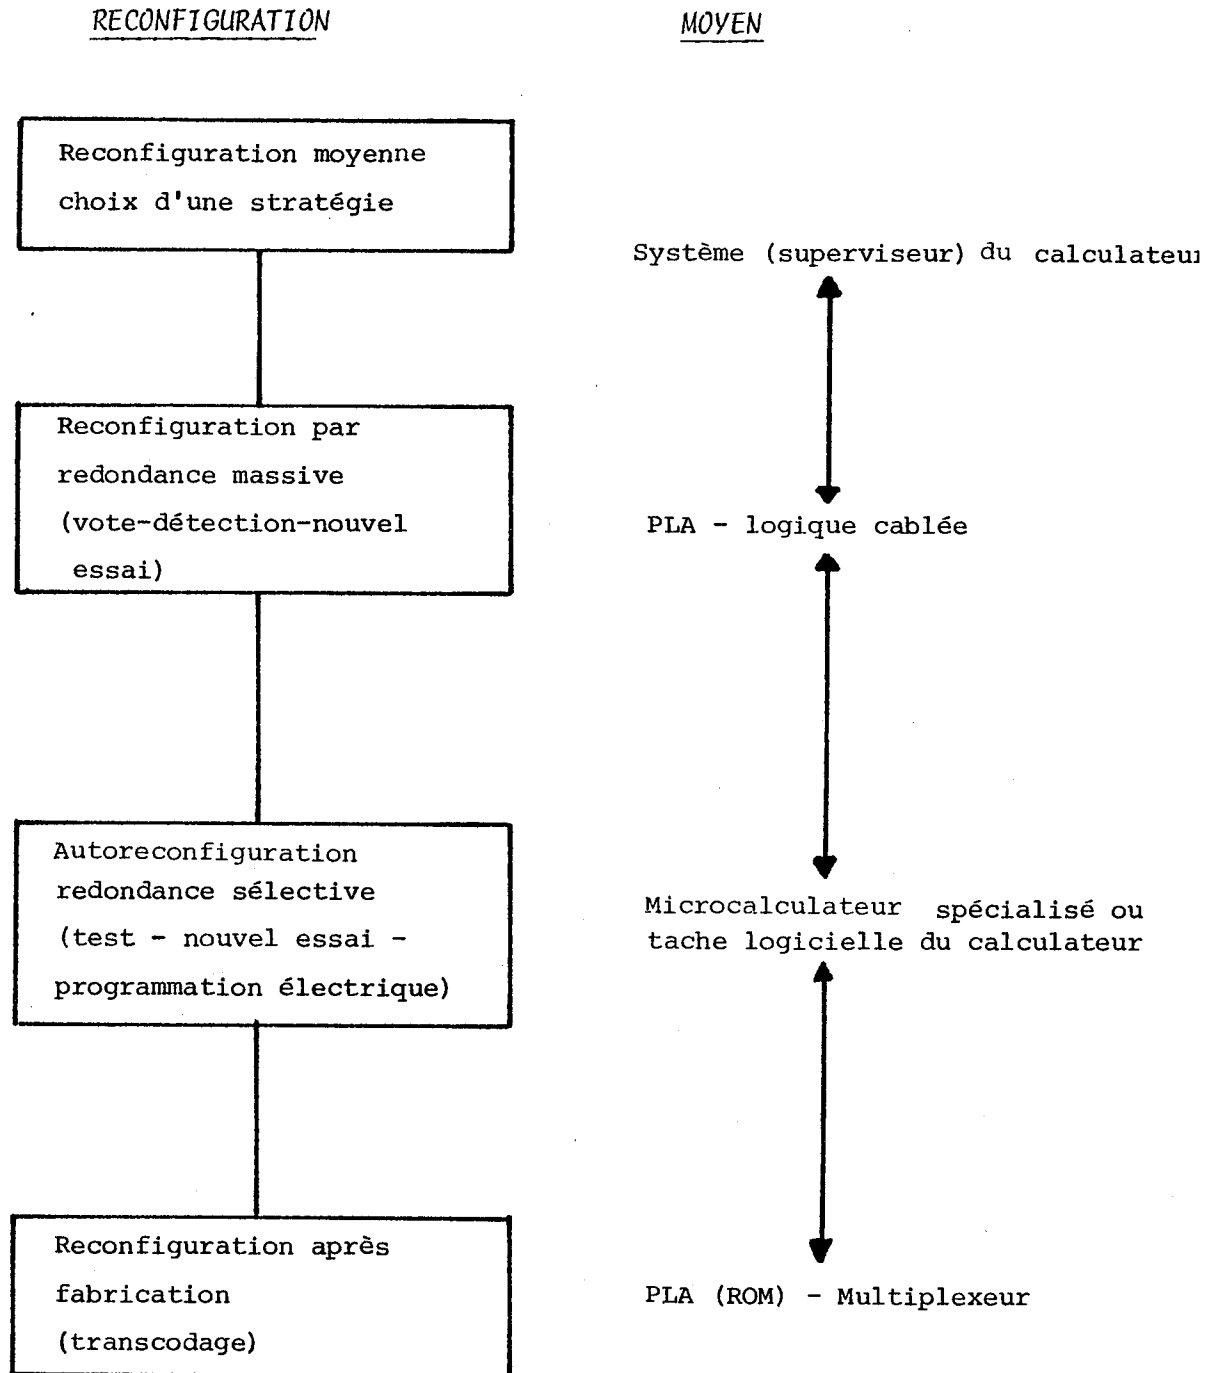 RECONFIGURATION
MOYEN
Reconfiguration moyenne
choix d'une stratégie
Système (superviseur) du calculateur
Reconfiguration par
redondance massive
(vote-détection-nouvel
essai)
PLA - logique cablée
Autoreconfiguration
redondance sélective
(test - nouvel essai -
programmation électrique)
Microcalculateur spécialisé ou
tache logicielle du calculateur
Reconfiguration après
fabrication
(transcodage)
PLA (ROM) - Multiplexeur